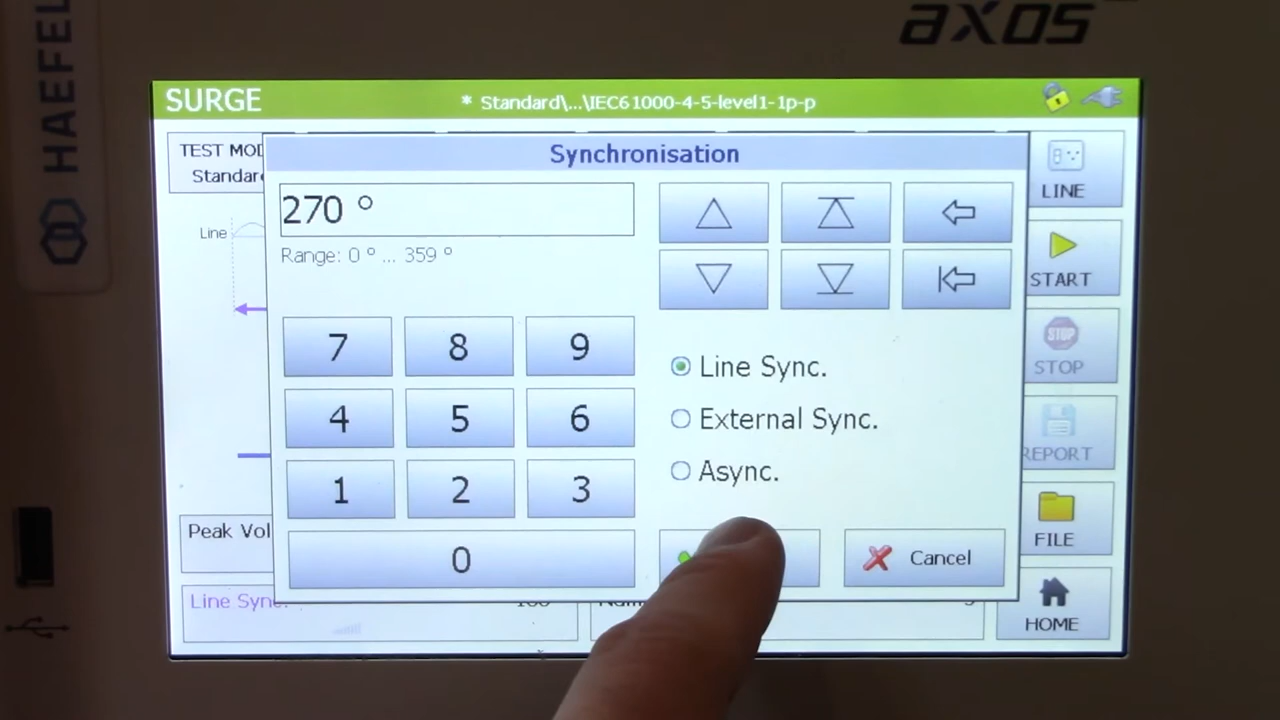 HAEFEL
axos
SURGE
* Standard\...\IEC61000-4-5-level1-1p-p
TEST MOD
Standar
Synchronisation
270 °
Range: 0 ° ... 359 °
Line
7 8 9
4 5 6
1 2 3
0
Line Sync.
External Sync.
Async.
Cancel
LINE
START
STOP
STOP
REPORT
FILE
HOME
Peak Vol
Line Sync.